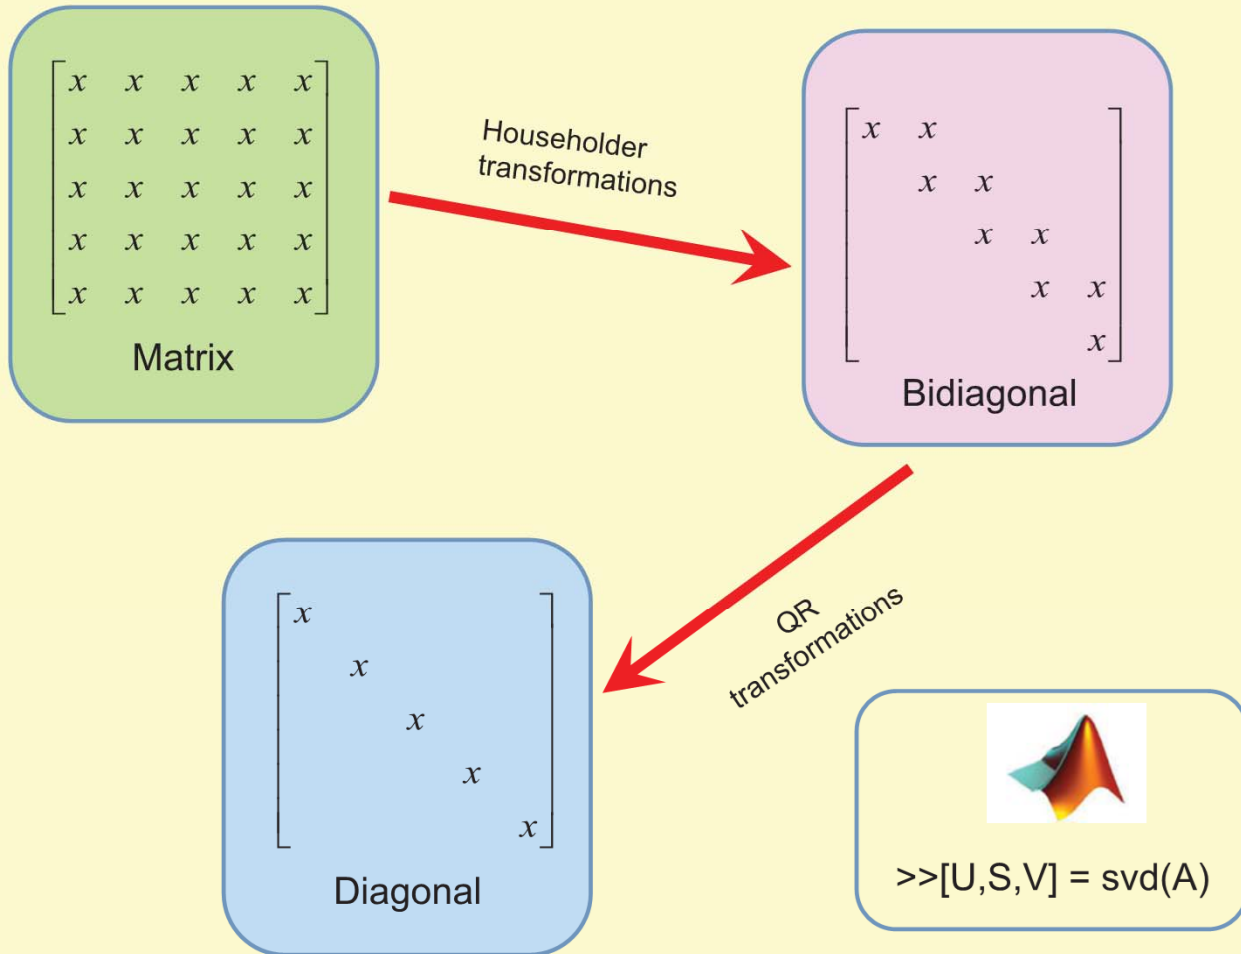 x x x x x
x x x x x
x x x x x
x x x x x
x x x x x
Matrix
Householder
transformations
x x
x x
x x
x x
x
Bidiagonal
QR
transformations
x
x
x
x
x
Diagonal
>>[U,S,V] = svd(A)